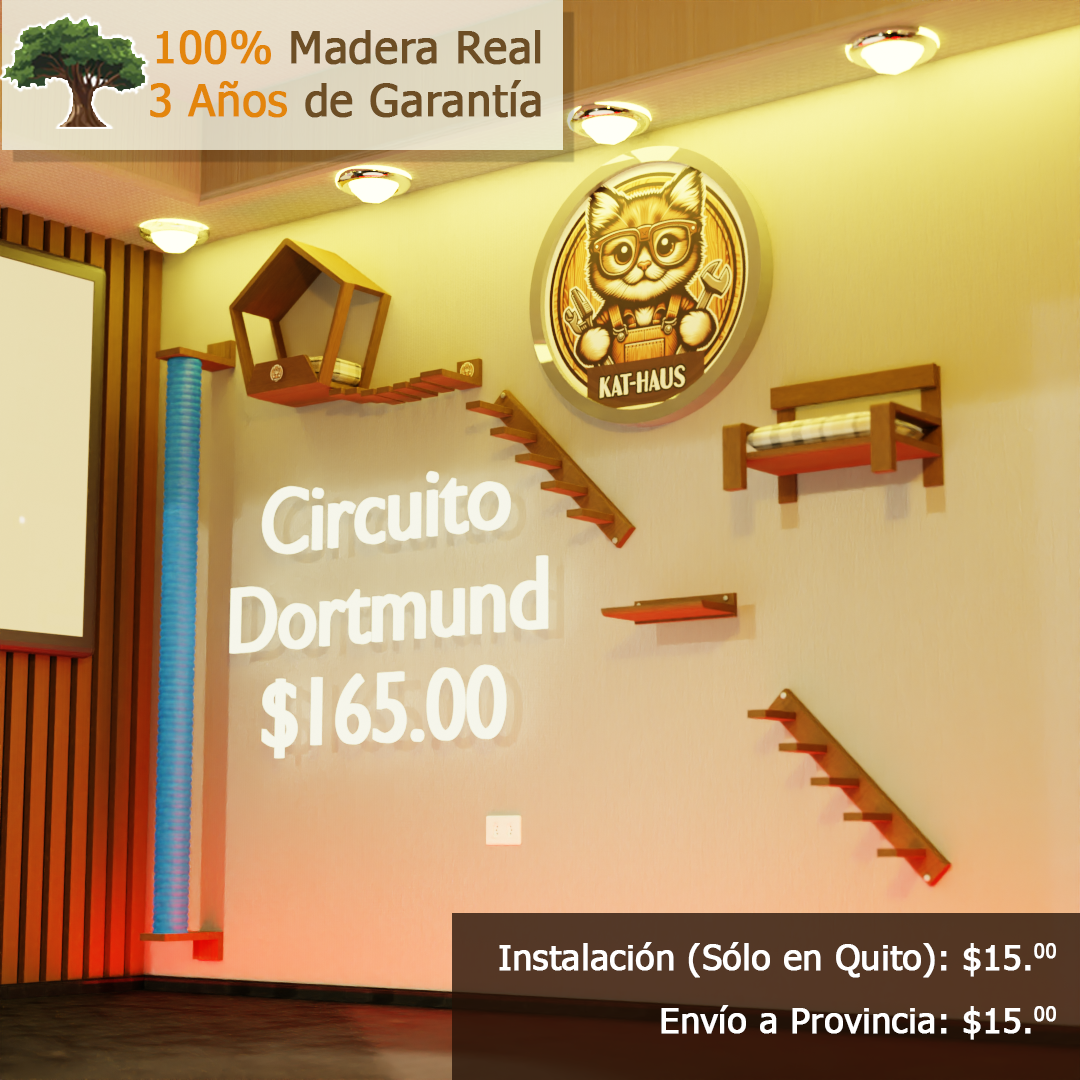 100% Madera Real
3 Años de Garantía
KAT-HAUS
Circuito
Dortmund
$165.00
Instalación (Sólo en Quito): $15.00
Envío a Provincia: $15.00